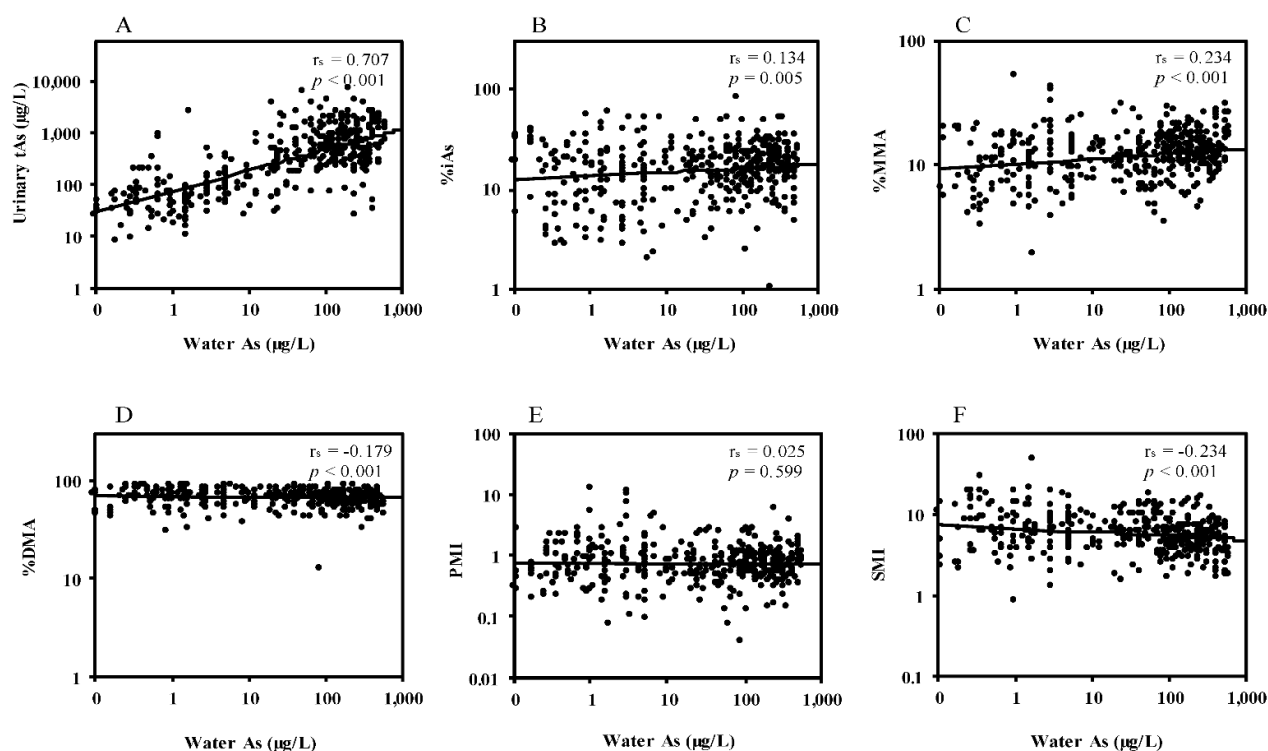 A
rs = 0.707
p < 0.001
Urinary tAs (µg/L)
10,000
1,000
100
10
1
0 1 10 100 1,000
Water As (µg/L)
B
rs = 0.134
p = 0.005
%iAs
100
10
1
0 1 10 100 1,000
Water As (µg/L)
C
rs = 0.234
p < 0.001
%MMA
100
10
1
0 1 10 100 1,000
Water As (µg/L)
D
rs = -0.179
p < 0.001
%DMA
100
10
1
0 1 10 100 1,000
Water As (µg/L)
E
rs = 0.025
p = 0.599
PMI
100
10
1
0.1
0.01
0 1 10 100 1,000
Water As (µg/L)
F
rs = -0.234
p < 0.001
SMI
100
10
1
0.1
0 1 10 100 1,000
Water As (µg/L)